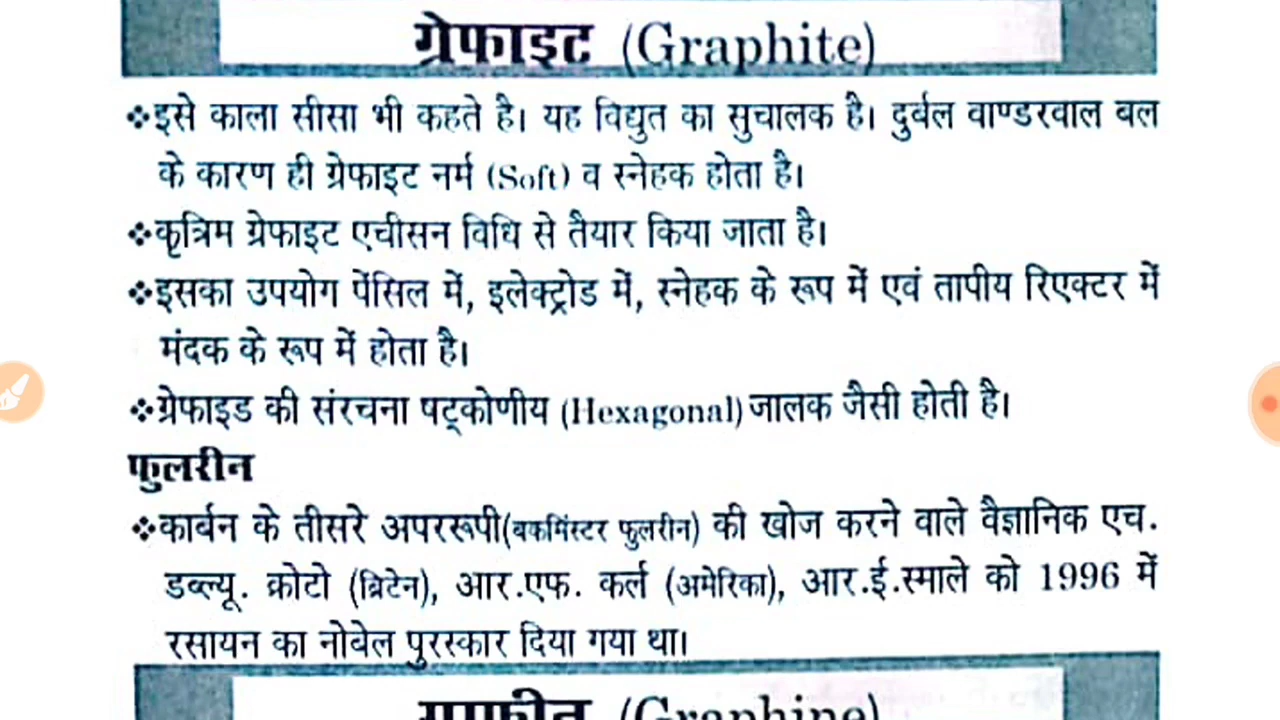 ग्रेफाइट (Graphite)
❖इसे काला सीसा भी कहते है। यह विद्युत का सुचालक है। दुर्बल वाण्डरवाल बल
के कारण ही ग्रेफाइट नर्म (Soft) व स्नेहक होता है।
❖कृत्रिम ग्रेफाइट एचीसन विधि से तैयार किया जाता है।
❖इसका उपयोग पेंसिल में, इलेक्ट्रोड में, स्नेहक के रूप में एवं तापीय रिएक्टर में
मंदक के रूप में होता है।
❖ग्रेफाइड की संरचना षट्कोणीय (Hexagonal) जालक जैसी होती है।
फुलरीन
❖कार्बन के तीसरे अपररूपी(बकमिंस्टर फुलरीन) की खोज करने वाले वैज्ञानिक एच.
डब्ल्यू. क्रोटो (ब्रिटेन), आर.एफ. कर्ल (अमेरिका), आर.ई.स्माले को 1996 में
रसायन का नोबेल पुरस्कार दिया गया था।
ग्राफीन (Graphine)